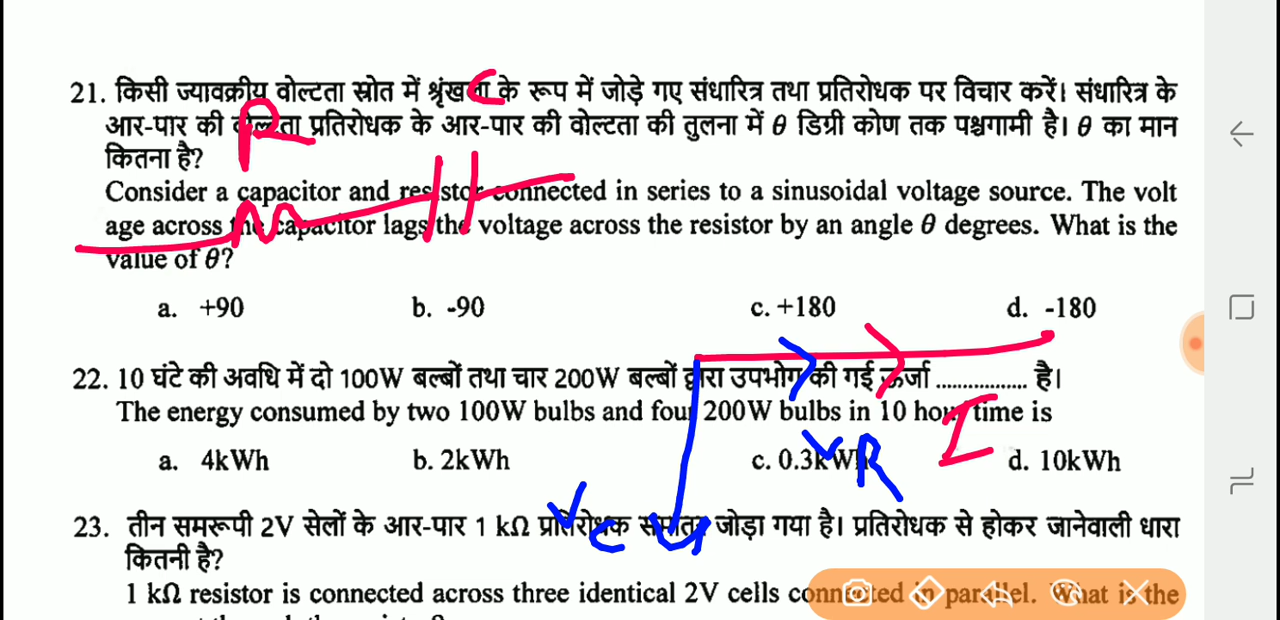 21. किसी ज्यावक्रीय वोल्टता स्रोत में श्रृंखला के रूप में जोड़े गए संधारित्र तथा प्रतिरोधक पर विचार करें। संधारित्र के
आर-पार की वोल्टता प्रतिरोधक के आर-पार की वोल्टता की तुलना में θ डिग्री कोण तक पश्चगामी है। θ का मान
कितना है?
Consider a capacitor and resistor connected in series to a sinusoidal voltage source. The volt
age across the capacitor lags the voltage across the resistor by an angle θ degrees. What is the
value of θ?
a. +90 b. -90 c. +180 d. -180
22. 10 घंटे की अवधि में दो 100W बल्बों तथा चार 200W बल्बों द्वारा उपभोग की गई ऊर्जा ................. है।
The energy consumed by two 100W bulbs and four 200W bulbs in 10 hour time is
a. 4kWh b. 2kWh c. 0.3kWh d. 10kWh
23. तीन समरूपी 2V सेलों के आर-पार 1 kΩ प्रतिरोधक समांतर जोड़ा गया है। प्रतिरोधक से होकर जानेवाली धारा
कितनी है?
1 kΩ resistor is connected across three identical 2V cells connected in parallel. What is the
R
C
I
VR
VC